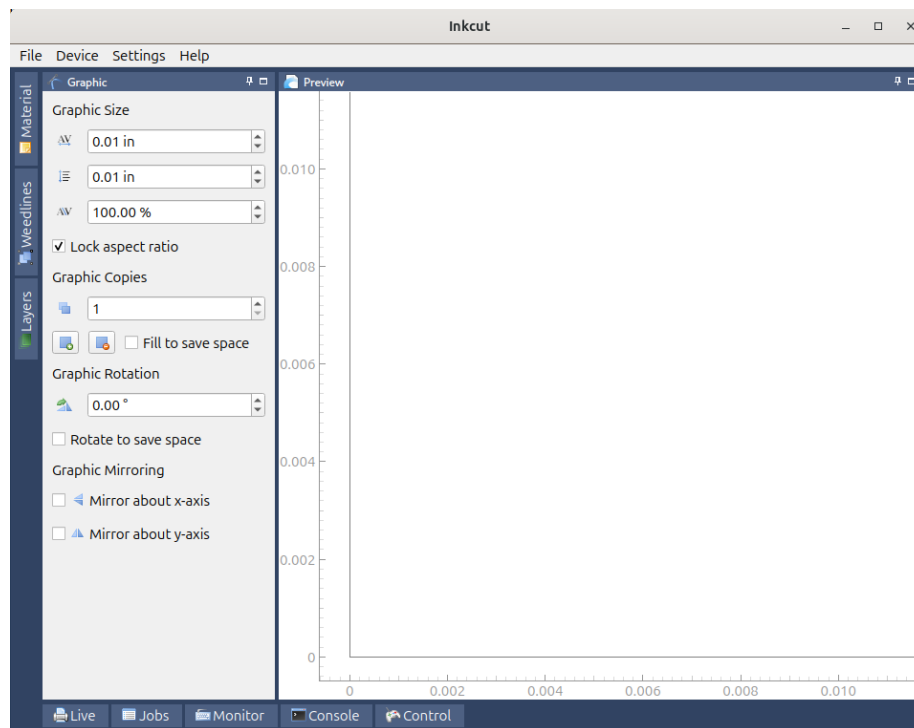 Inkcut
File Device Settings Help
Material
Weedlines
Layers
Graphic
Graphic Size
AV 0.01 in
0.01 in
AV 100.00 %
Lock aspect ratio
Graphic Copies
1
Fill to save space
Graphic Rotation
0.00 °
Rotate to save space
Graphic Mirroring
Mirror about x-axis
Mirror about y-axis
Preview
0.010
0.008
0.006
0.004
0.002
0
0 0.002 0.004 0.006 0.008 0.010
Live Jobs Monitor Console Control